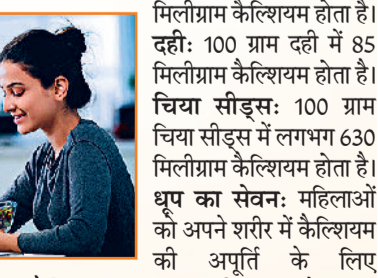 मिलीग्राम कैल्शियम होता है।
दही: 100 ग्राम दही में 85
मिलीग्राम कैल्शियम होता है।
चिया सीड्स: 100 ग्राम
चिया सीड्स में लगभग 630
मिलीग्राम कैल्शियम होता है।
धूप का सेवन: महिलाओं
को अपने शरीर में कैल्शियम
की अपूर्ति के लिए